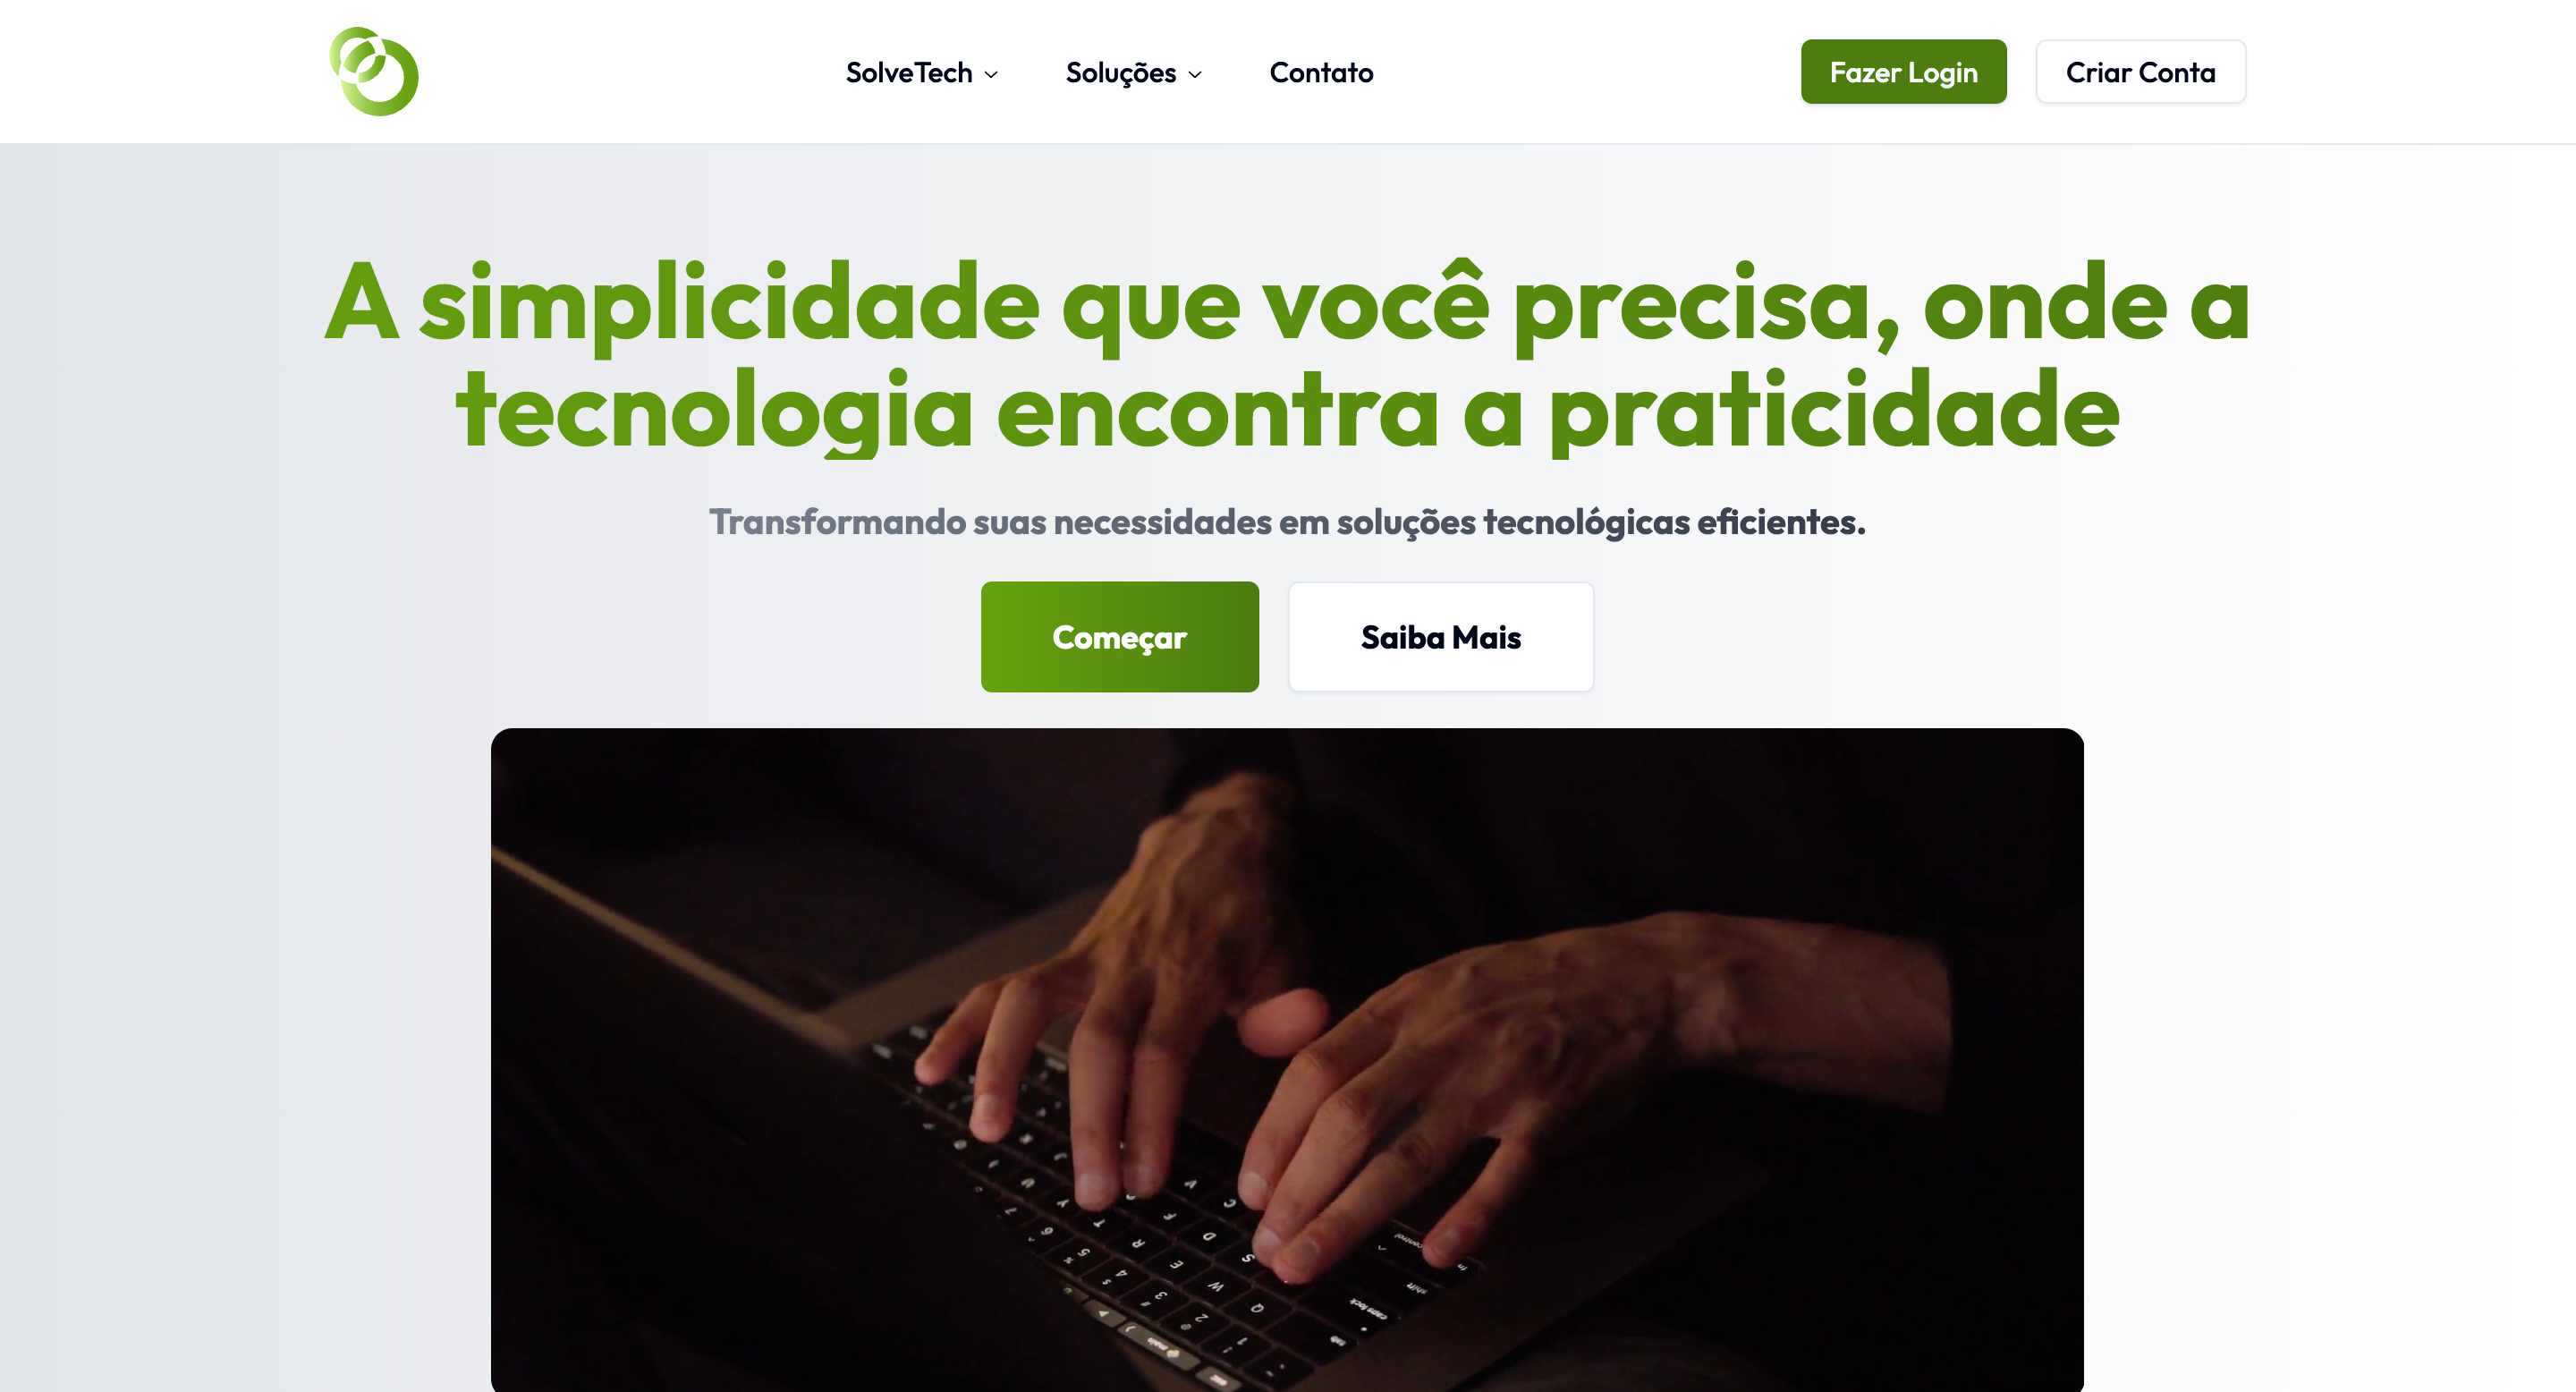 SolveTech
Soluções
Contato
Fazer Login
Criar Conta
A simplicidade que você precisa, onde a
tecnologia encontra a praticidade
Transformando suas necessidades em soluções tecnológicas eficientes.
Começar
Saiba Mais